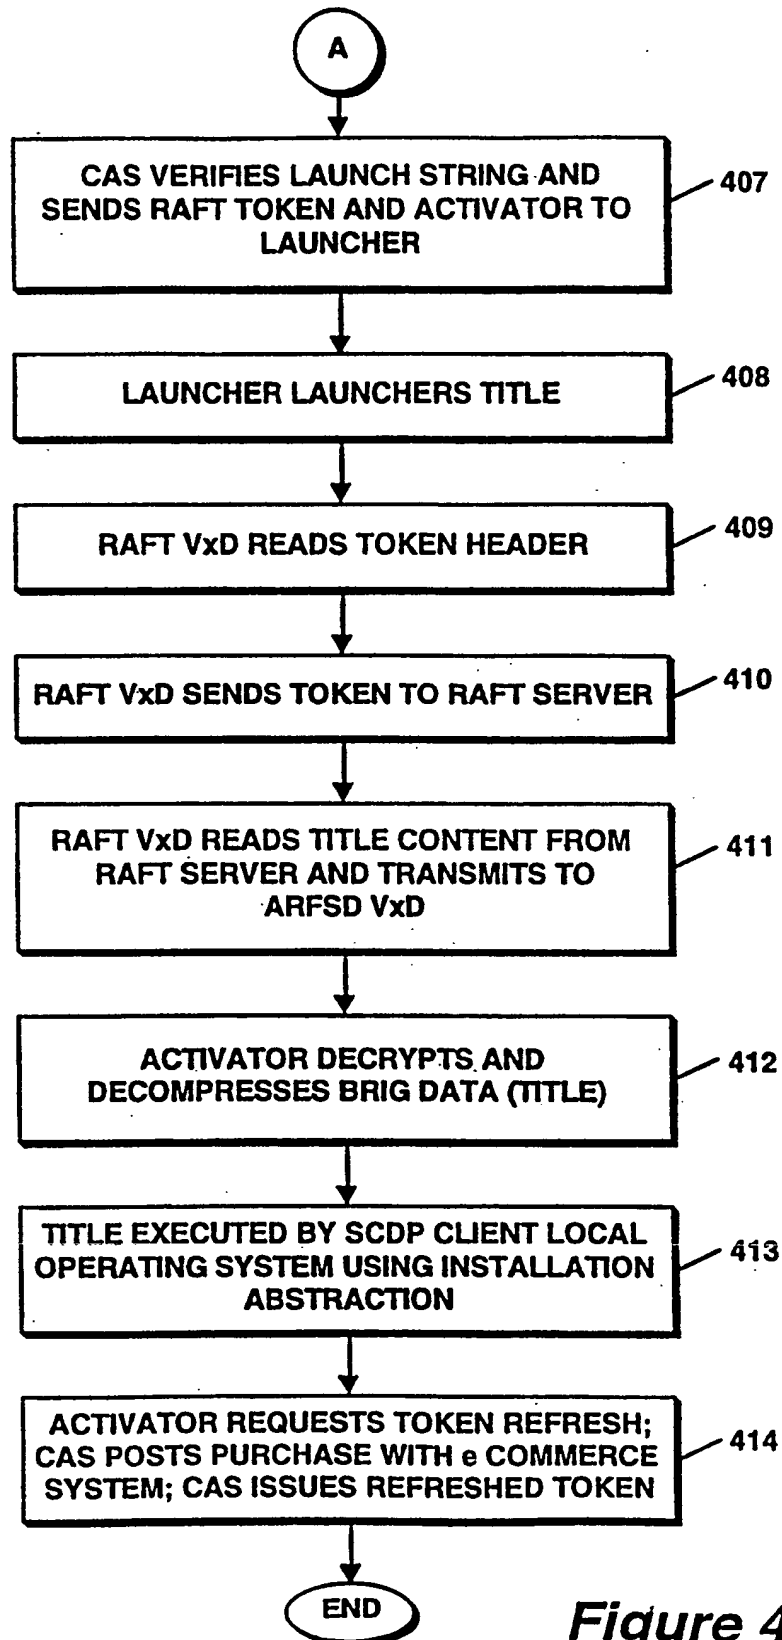 A
CAS VERIFIES LAUNCH STRING AND
SENDS RAFT TOKEN AND ACTIVATOR TO
LAUNCHER
407
LAUNCHER LAUNCHERS TITLE
408
RAFT VxD READS TOKEN HEADER
409
RAFT VxD SENDS TOKEN TO RAFT SERVER
410
RAFT VxD READS TITLE CONTENT FROM
RAFT SERVER AND TRANSMITS TO
ARFSD VxD
411
ACTIVATOR DECRYPTS AND
DECOMPRESSES BRIG DATA (TITLE)
412
TITLE EXECUTED BY SCDP CLIENT LOCAL
OPERATING SYSTEM USING INSTALLATION
ABSTRACTION
413
ACTIVATOR REQUESTS TOKEN REFRESH;
CAS POSTS PURCHASE WITH e COMMERCE
SYSTEM; CAS ISSUES REFRESHED TOKEN
414
END
Figure 4